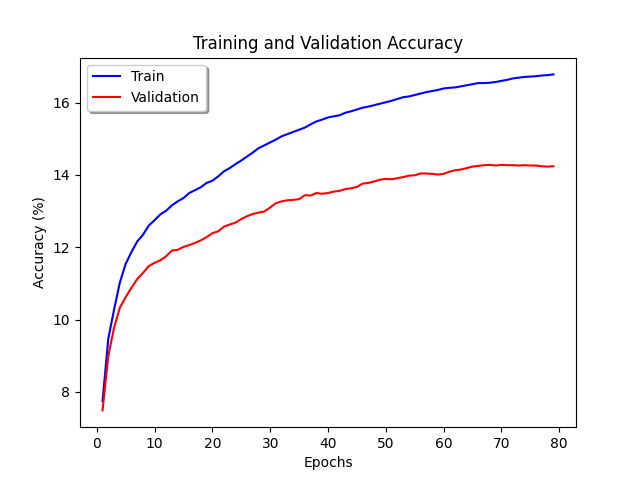 Training and Validation Accuracy
Train
Validation
Accuracy (%)
16
14
12
10
8
0 10 20 30 40 50 60 70 80
Epochs